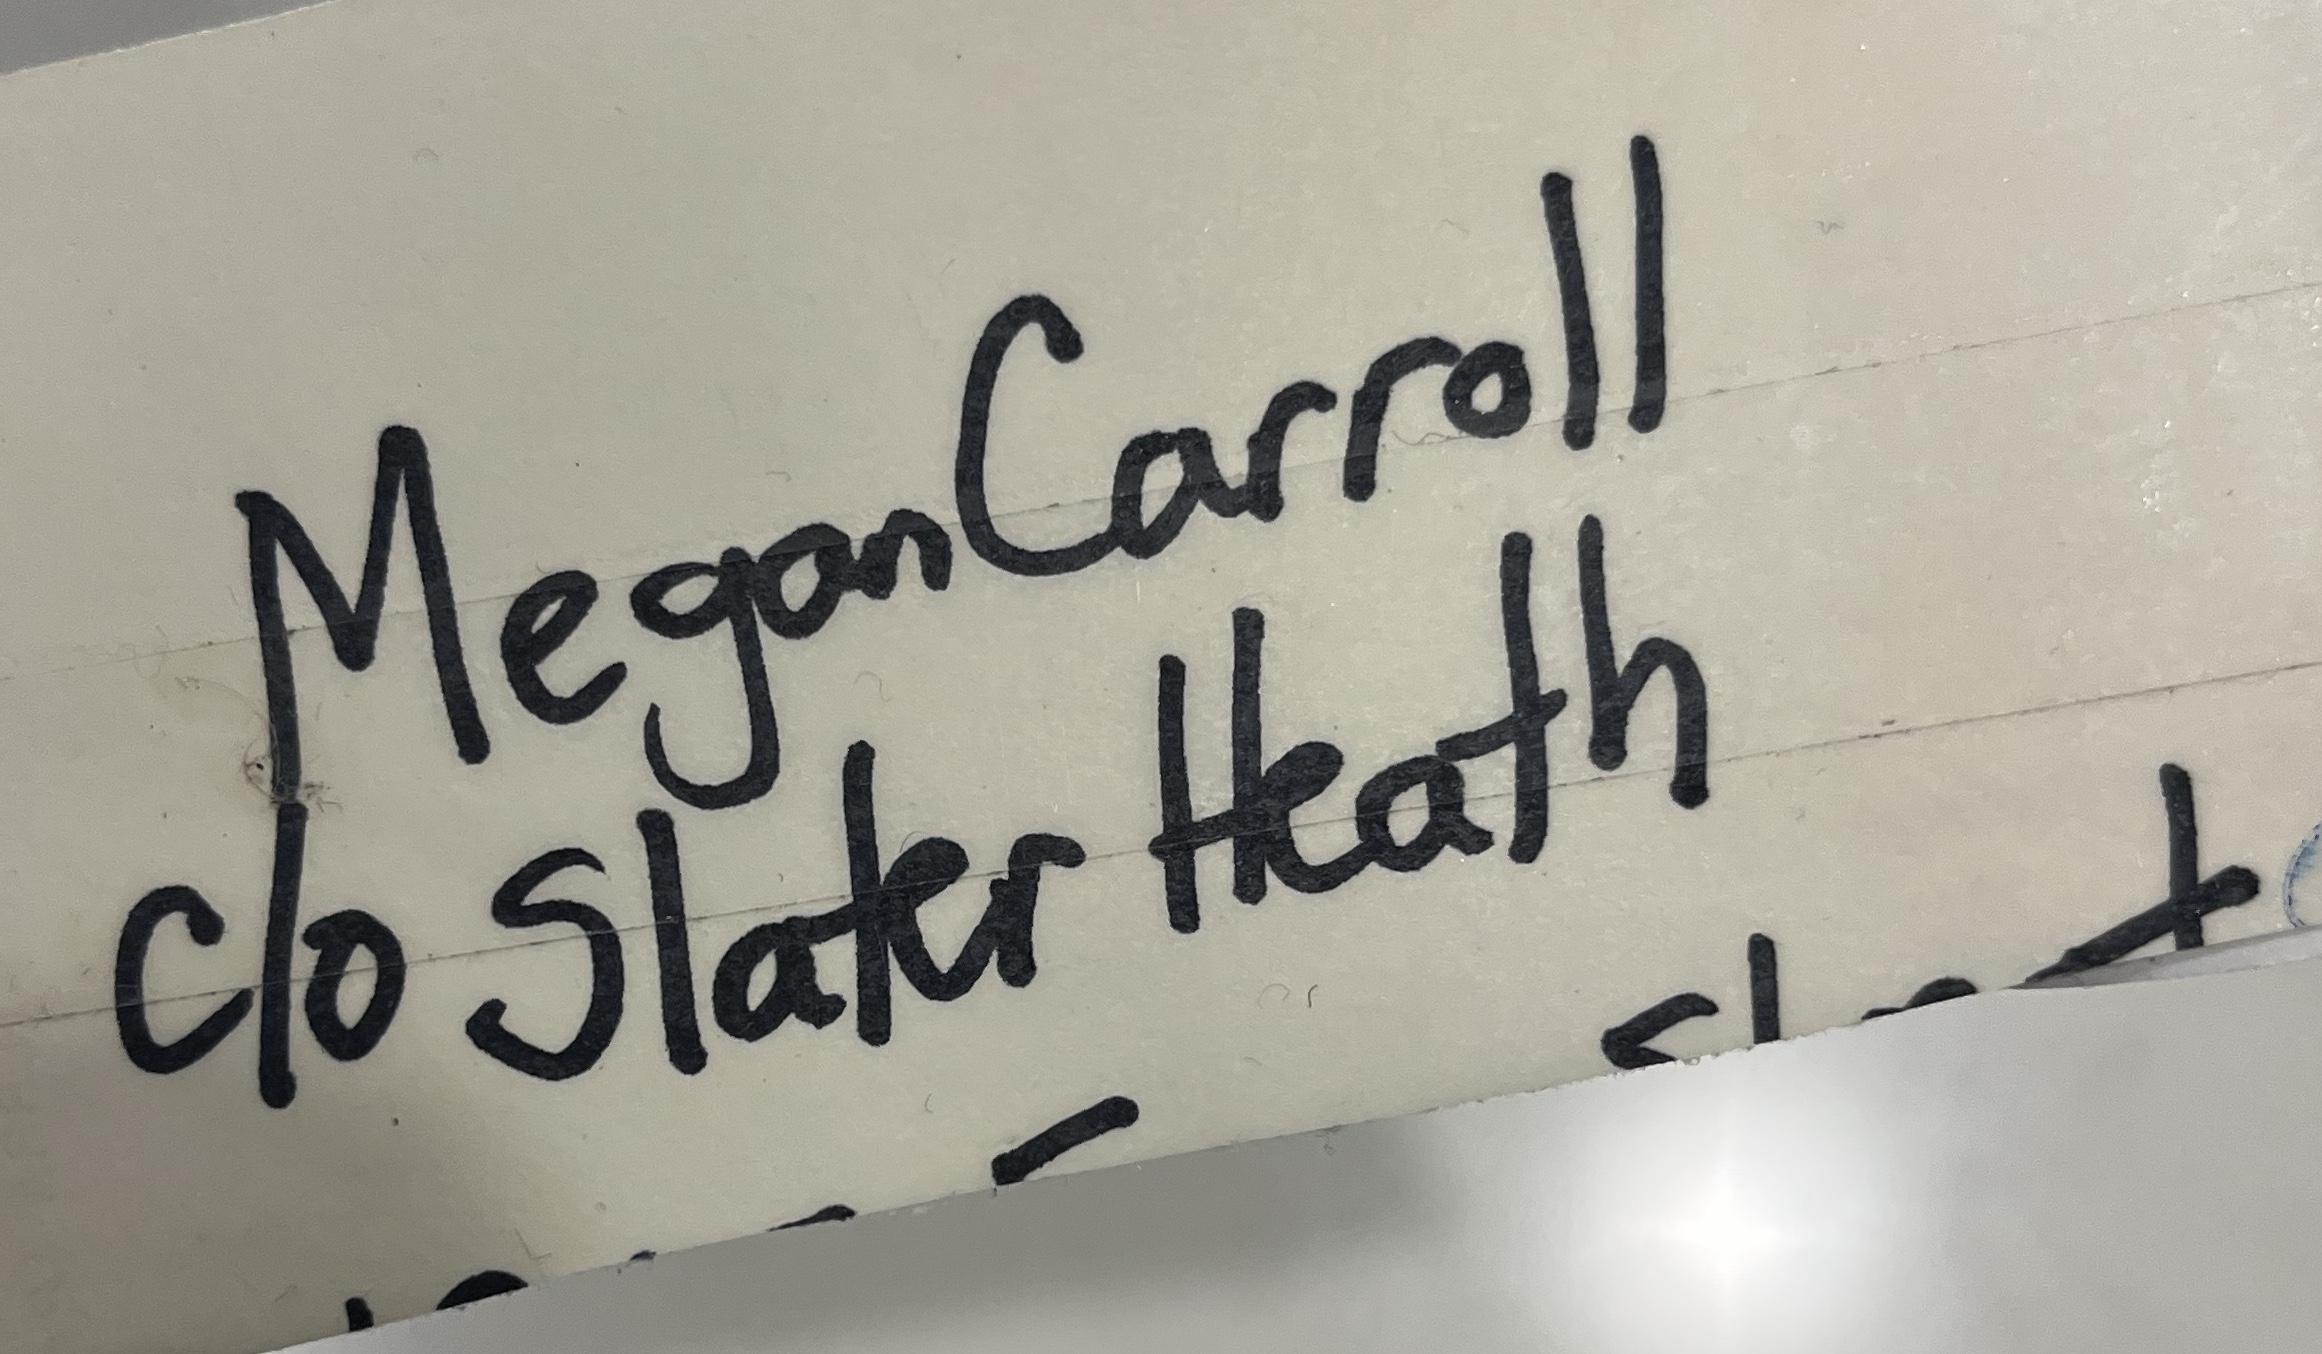 Megan Carroll
c/o Slater Heath